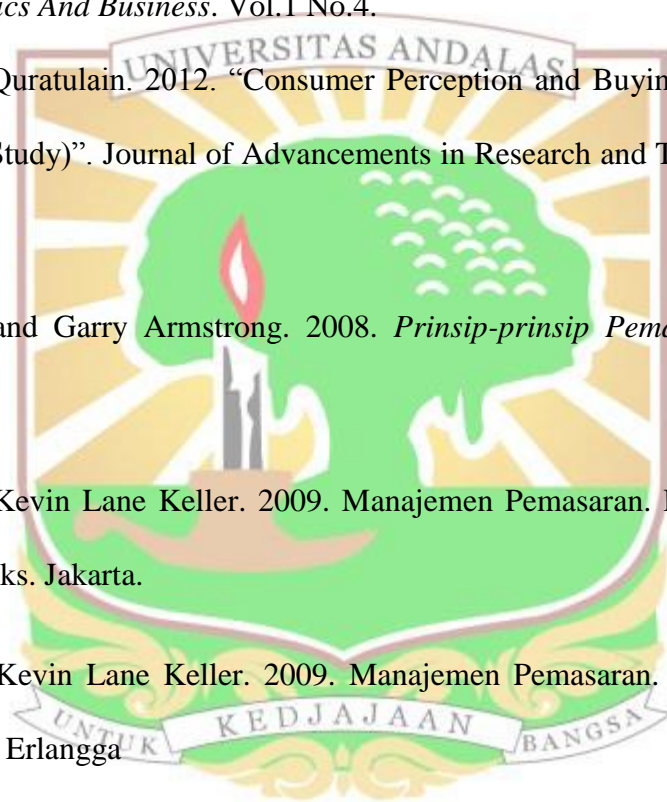 ics And Business. Vol.1 No.4.
UNIVERSITAS ANDALAS
Quratulain. 2012. “Consumer Perception and Buyin
Study)”. Journal of Advancements in Research and T
and Garry Armstrong. 2008. Prinsip-prinsip Pema
Kevin Lane Keller. 2009. Manajemen Pemasaran.
ks. Jakarta.
Kevin Lane Keller. 2009. Manajemen Pemasaran.
UNTUK KEDJAJAAN BANGSA
Erlangga